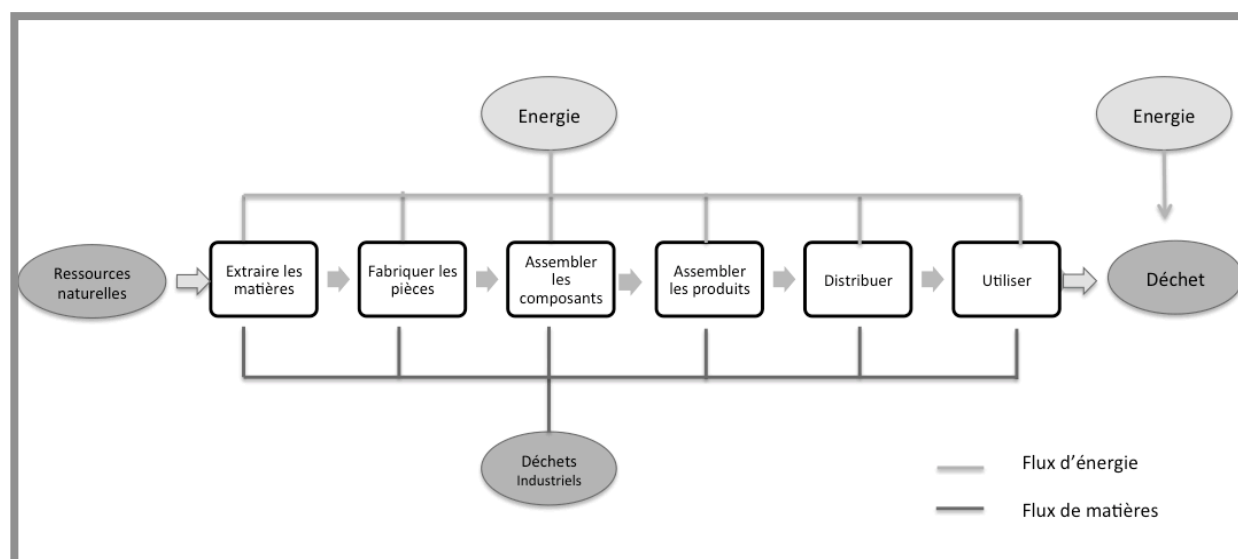 Energie
Energie
Ressources
naturelles
Extraire les
matières
Fabriquer les
pièces
Assembler
les
composants
Assembler
les produits
Distribuer
Utiliser
Déchet
Déchets
Industriels
Flux d'énergie
Flux de matières